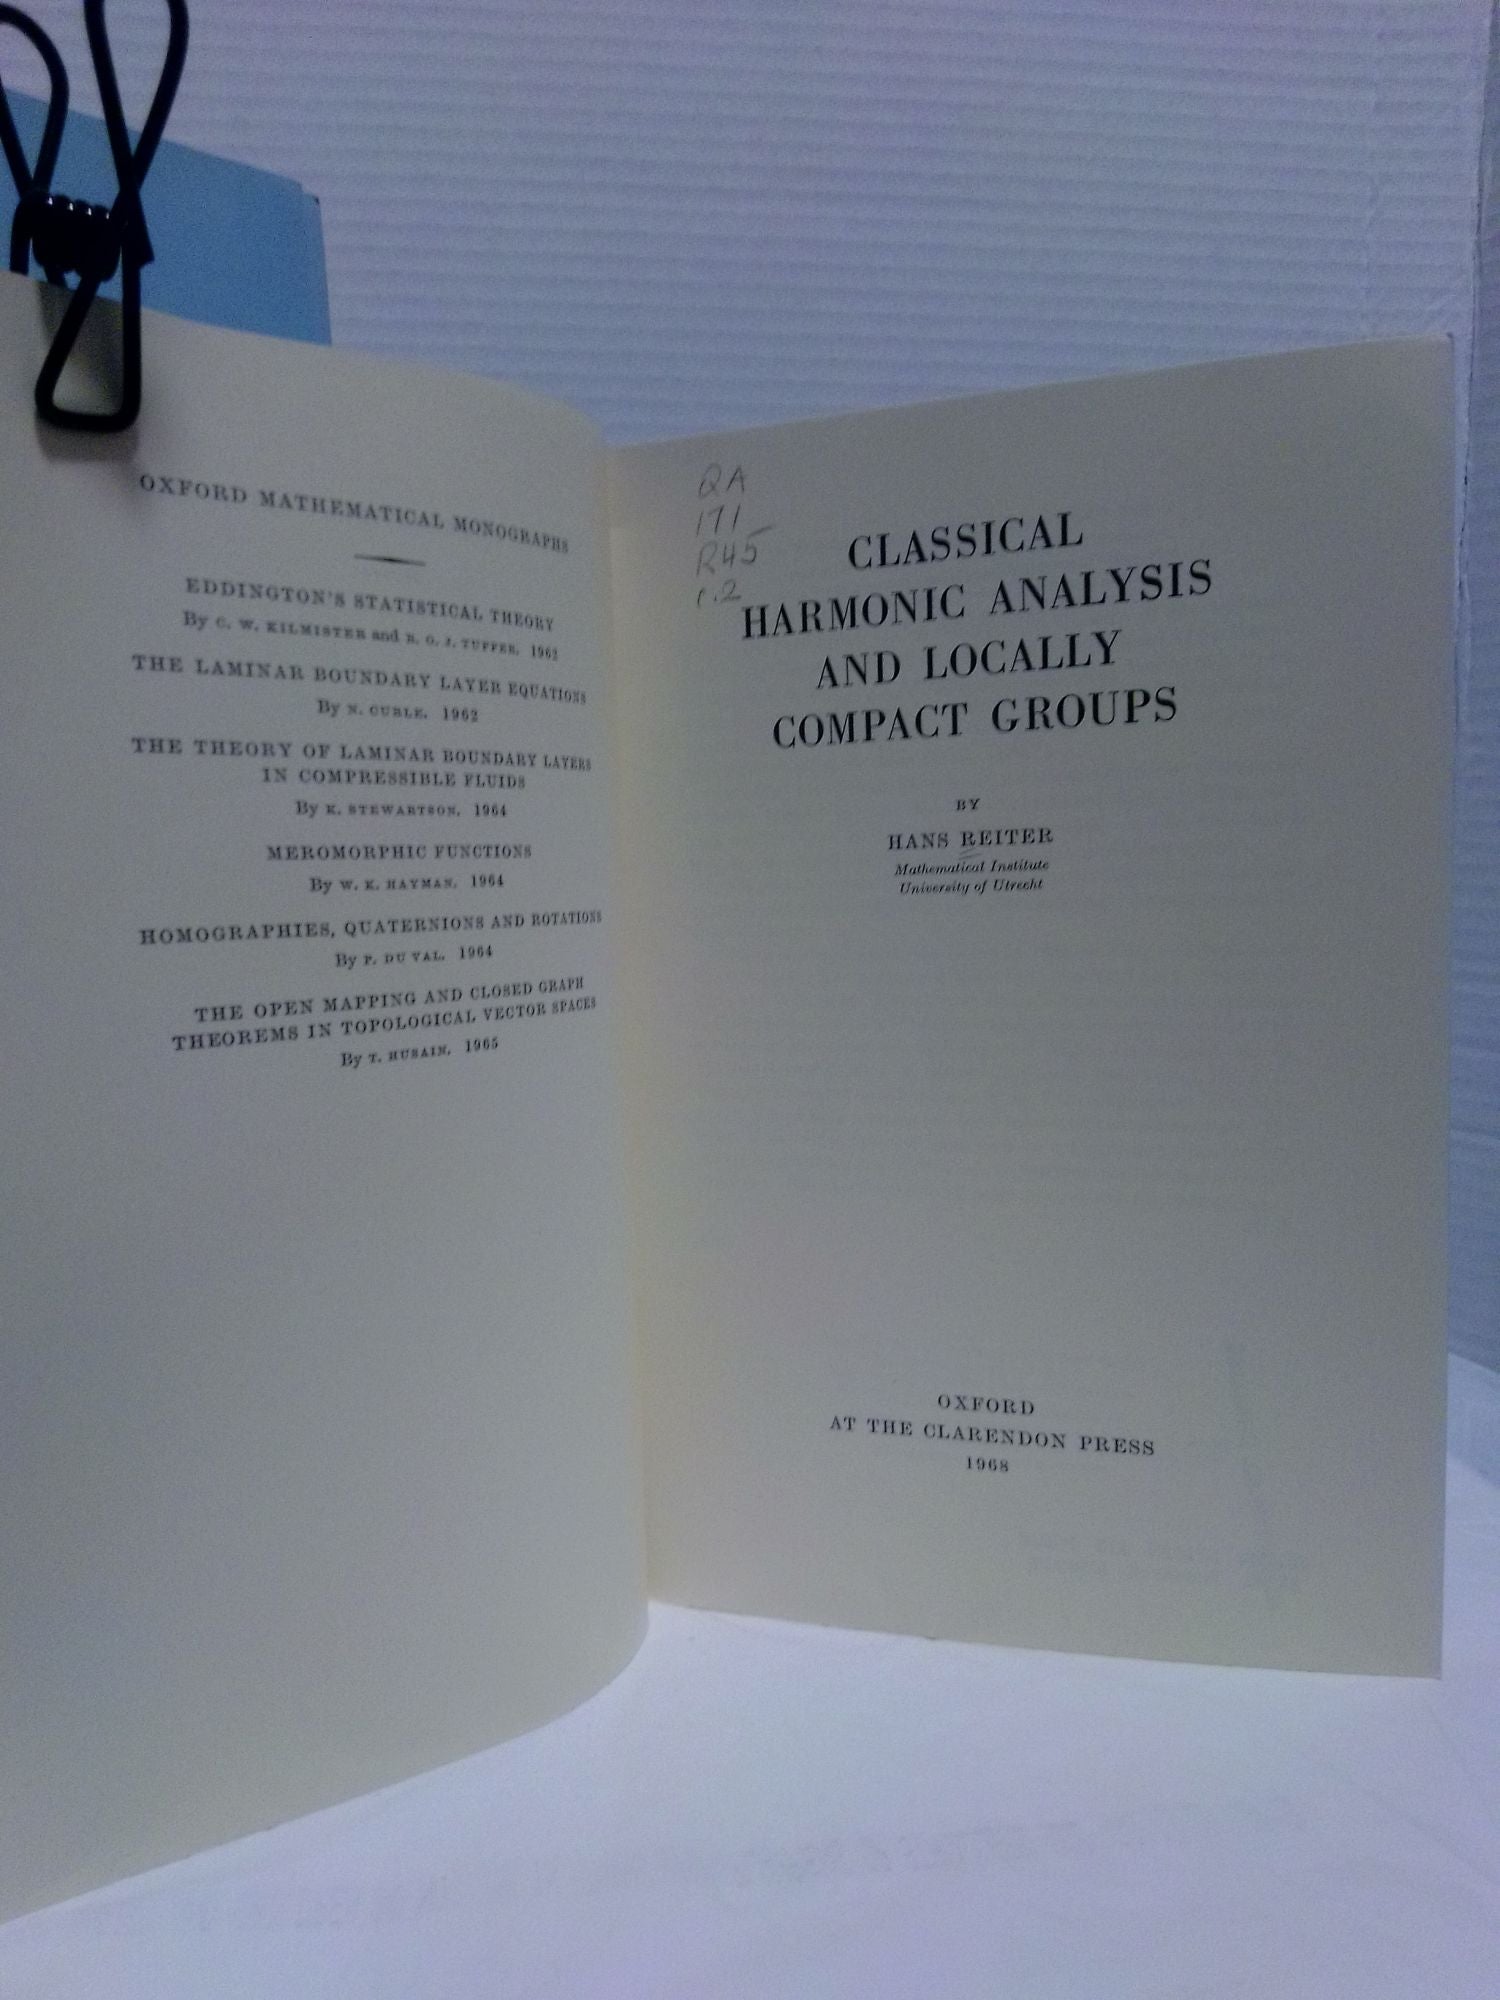 OXFORD MATHEMATICAL MONOGRAPHS
EDDINGTON'S STATISTICAL THEORY
By C. W. KILMISTER and B. O. J. TUPPER. 1962
THE LAMINAR BOUNDARY LAYER EQUATIONS
By N. CURLE. 1962
THE THEORY OF LAMINAR BOUNDARY LAYERS
IN COMPRESSIBLE FLUIDS
By K. STEWARTSON. 1964
MEROMORPHIC FUNCTIONS
By W. K. HAYMAN. 1964
HOMOGRAPHIES, QUATERNIONS AND ROTATIONS
By P. DU VAL. 1964
THE OPEN MAPPING AND CLOSED GRAPH
THEOREMS IN TOPOLOGICAL VECTOR SPACES
By T. HUSAIN. 1965
QA
171
R45
c.2
CLASSICAL
HARMONIC ANALYSIS
AND LOCALLY
COMPACT GROUPS
BY
HANS REITER
Mathematical Institute
University of Utrecht
OXFORD
AT THE CLARENDON PRESS
1968